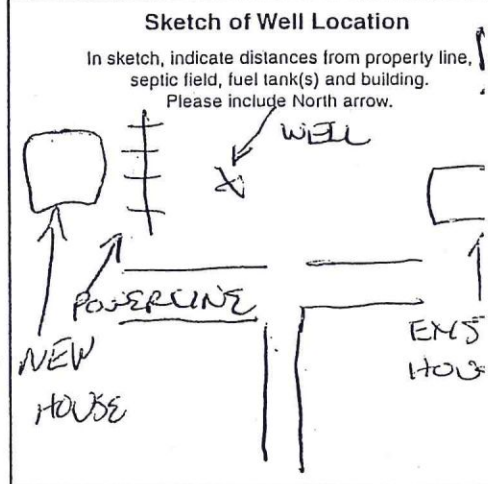 Sketch of Well Location
In sketch, indicate distances from property line,
septic field, fuel tank(s) and building.
Please include North arrow.
WELL
POWERLINE
NEW
HOUSE